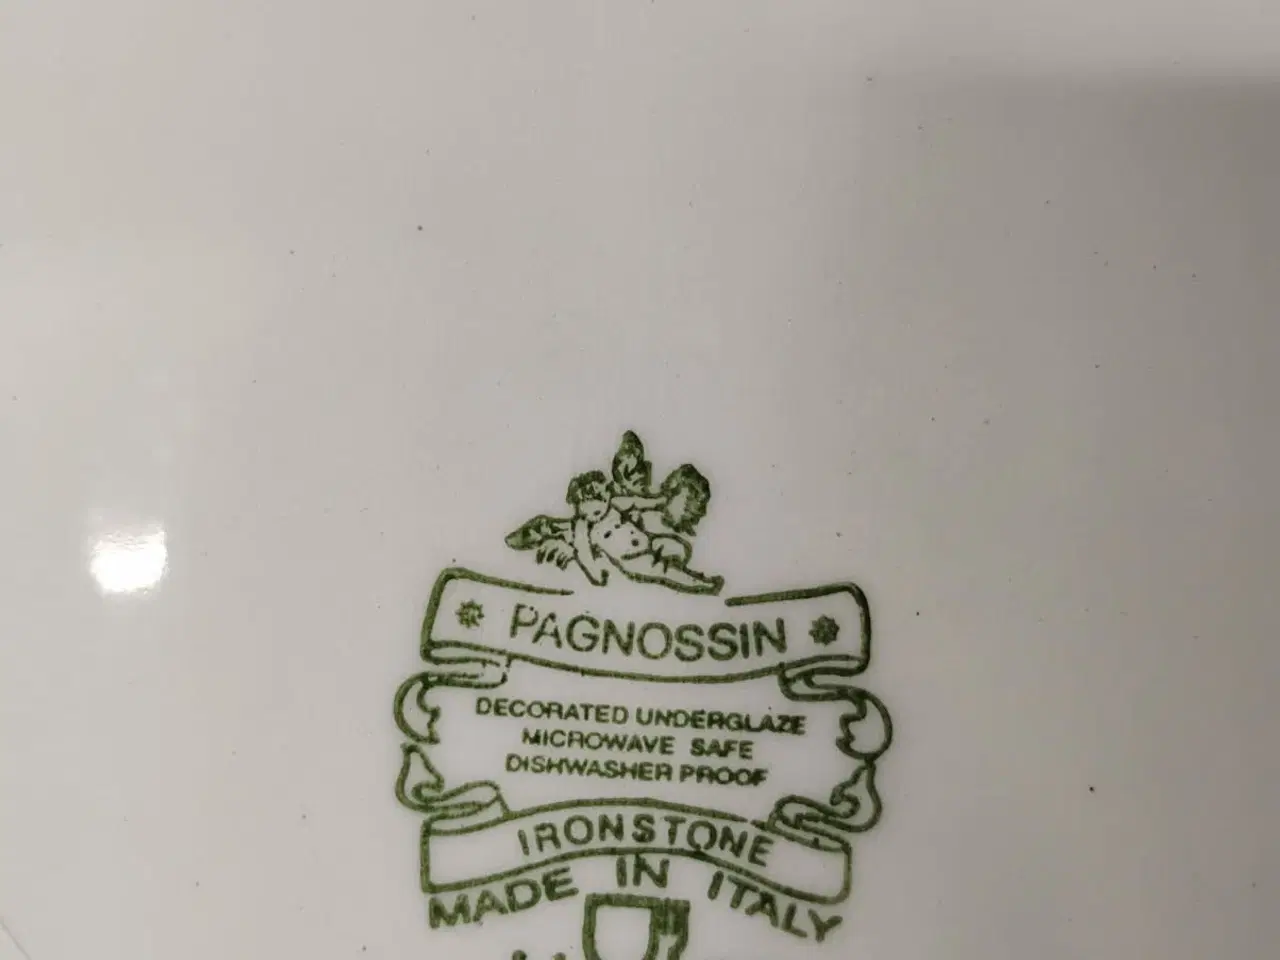 PAGNOSSIN
DECORATED UNDERGLAZE
MICROWAVE SAFE
DISHWASHER PROOF
IRONSTONE
MADE IN ITALY